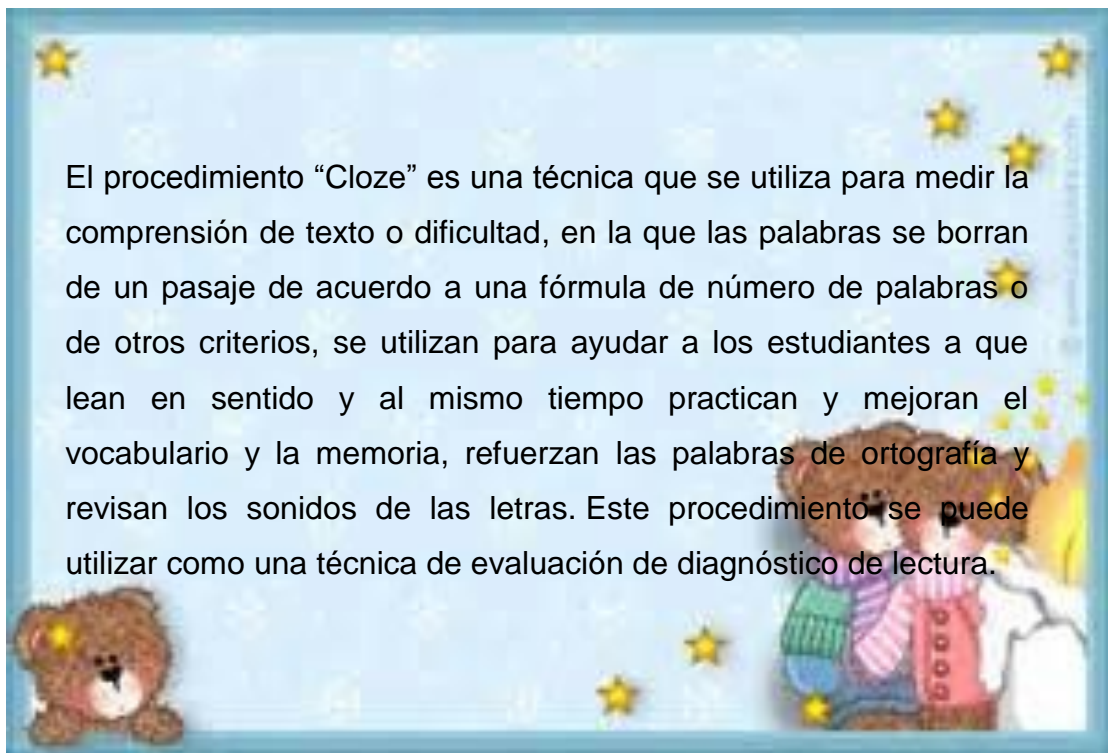 El procedimiento “Cloze” es una técnica que se utiliza para medir la
comprensión de texto o dificultad, en la que las palabras se borran
de un pasaje de acuerdo a una fórmula de número de palabras o
de otros criterios, se utilizan para ayudar a los estudiantes a que
lean en sentido y al mismo tiempo practican y mejoran el
vocabulario y la memoria, refuerzan las palabras de ortografía y
revisan los sonidos de las letras. Este procedimiento se puede
utilizar como una técnica de evaluación de diagnóstico de lectura.